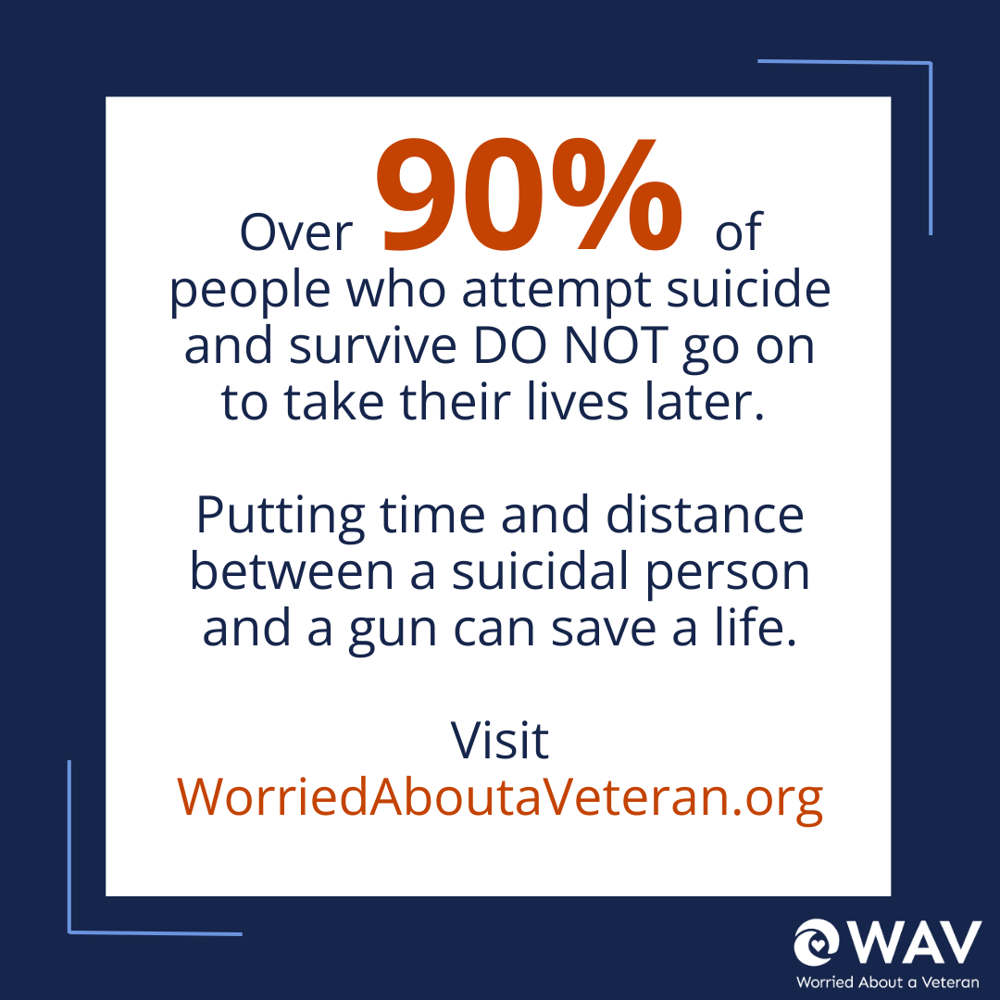 Over 90% of
people who attempt suicide
and survive DO NOT go on
to take their lives later.
Putting time and distance
between a suicidal person
and a gun can save a life.
Visit
WorriedAboutaVeteran.org
WAV
Worried About a Veteran